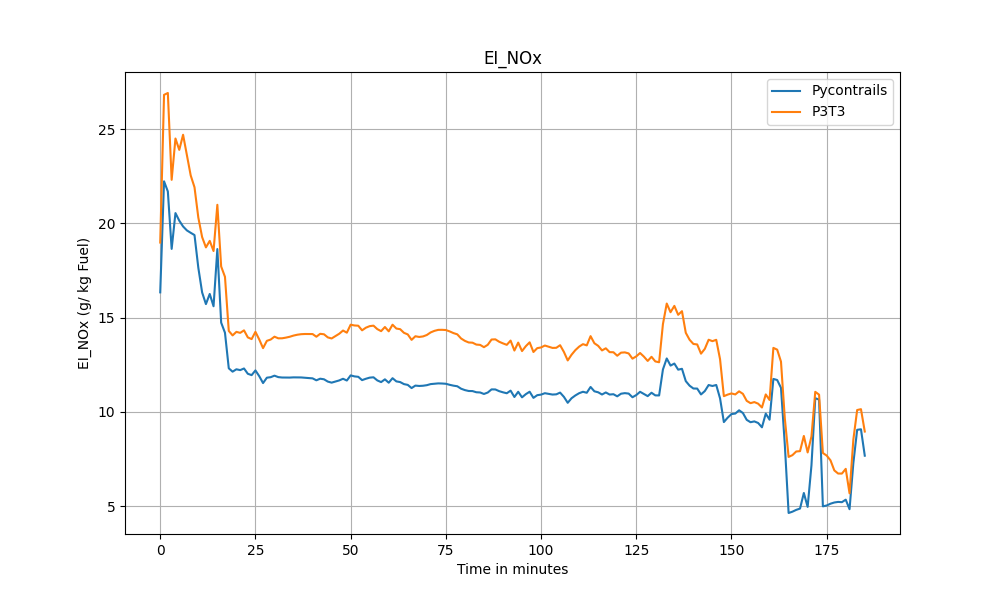 EI_NOx
Pycontrails
P3T3
EI_NOx (g/ kg Fuel)
25
20
15
10
5
0 25 50 75 100 125 150 175
Time in minutes